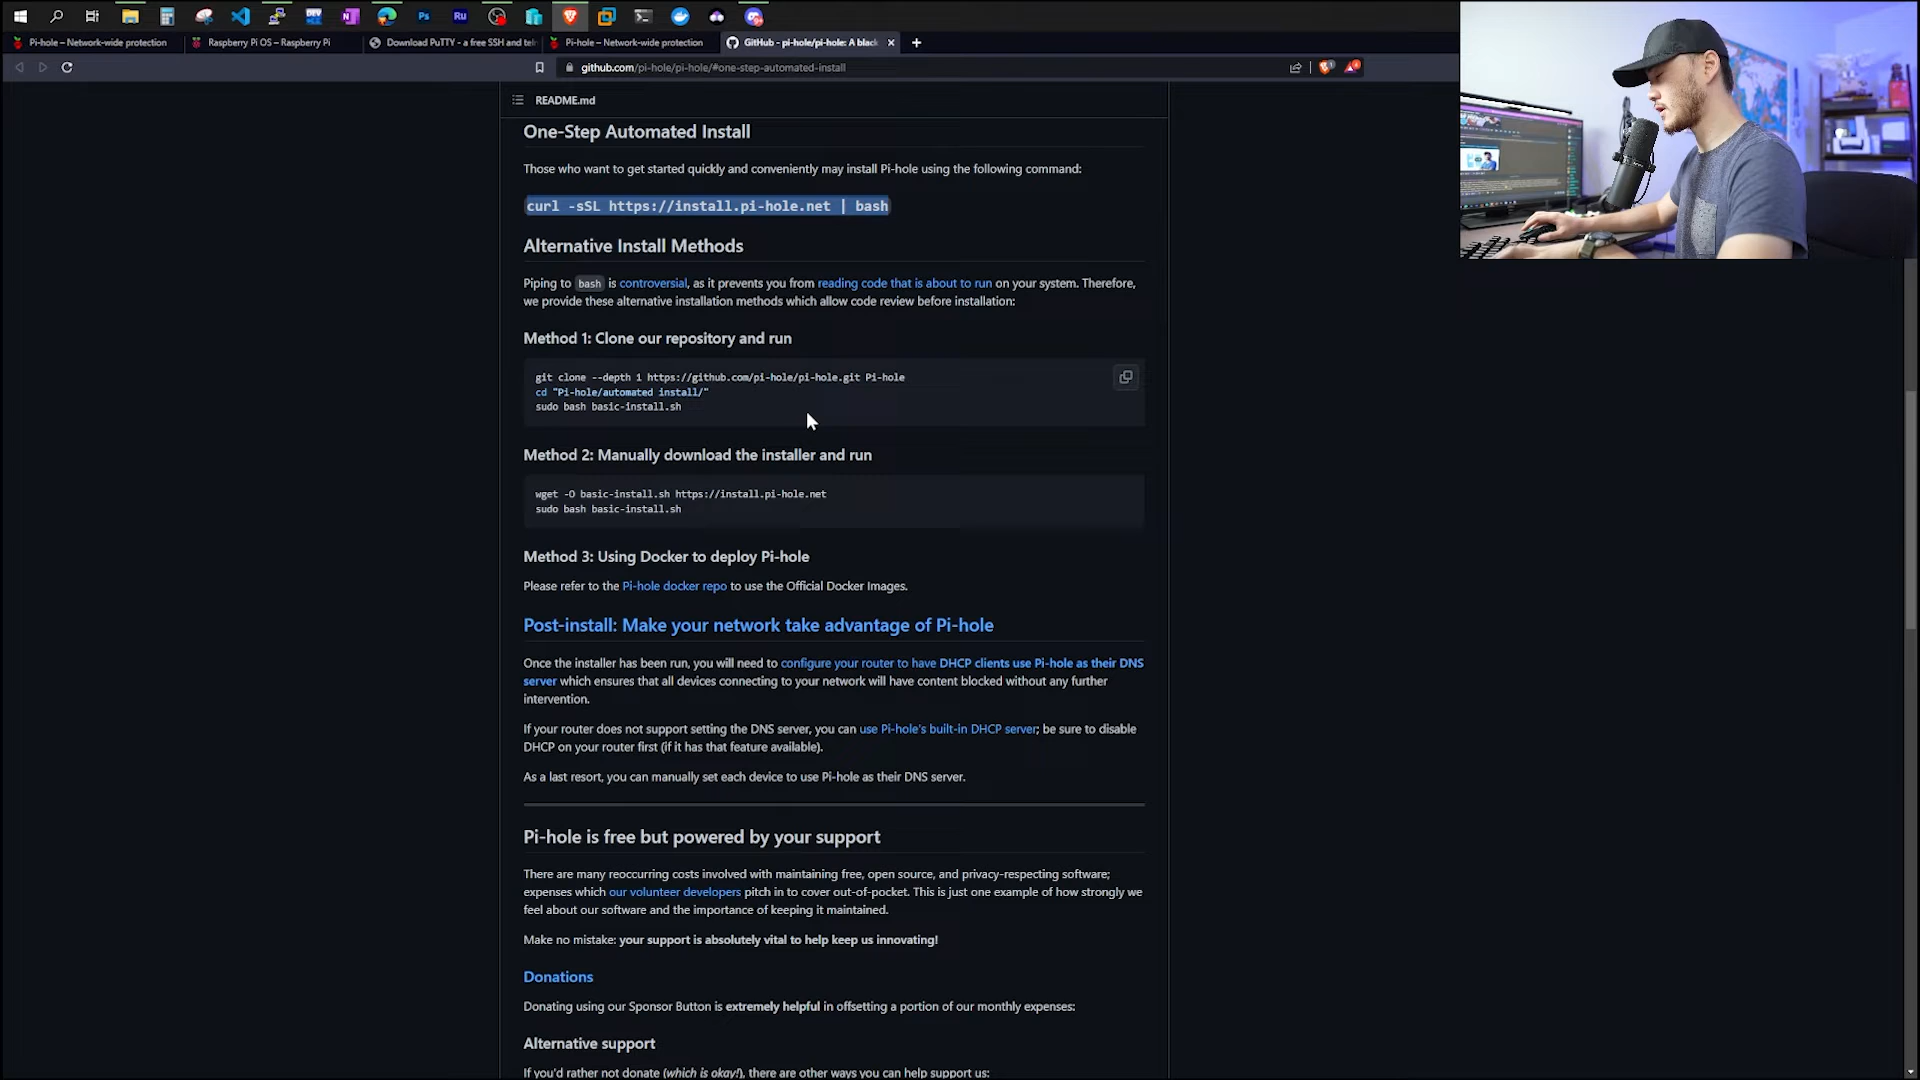 Pi-hole – Network-wide protection
Raspberry Pi OS – Raspberry Pi
Download PuTTY - a free SSH and teln
Pi-hole – Network-wide protection
GitHub - pi-hole/pi-hole: A black
github.com/pi-hole/pi-hole/#one-step-automated-install
README.md
One-Step Automated Install
Those who want to get started quickly and conveniently may install Pi-hole using the following command:
curl -sSL https://install.pi-hole.net | bash
Alternative Install Methods
Piping to bash is controversial, as it prevents you from reading code that is about to run on your system. Therefore,
we provide these alternative installation methods which allow code review before installation:
Method 1: Clone our repository and run
git clone --depth 1 https://github.com/pi-hole/pi-hole.git Pi-hole
cd "Pi-hole/automated install/"
sudo bash basic-install.sh
Method 2: Manually download the installer and run
wget -O basic-install.sh https://install.pi-hole.net
sudo bash basic-install.sh
Method 3: Using Docker to deploy Pi-hole
Please refer to the Pi-hole docker repo to use the Official Docker Images.
Post-install: Make your network take advantage of Pi-hole
Once the installer has been run, you will need to configure your router to have DHCP clients use Pi-hole as their DNS
server which ensures that all devices connecting to your network will have content blocked without any further
intervention.
If your router does not support setting the DNS server, you can use Pi-hole's built-in DHCP server; be sure to disable
DHCP on your router first (if it has that feature available).
As a last resort, you can manually set each device to use Pi-hole as their DNS server.
Pi-hole is free but powered by your support
There are many reoccurring costs involved with maintaining free, open source, and privacy-respecting software;
expenses which our volunteer developers pitch in to cover out-of-pocket. This is just one example of how strongly we
feel about our software and the importance of keeping it maintained.
Make no mistake: your support is absolutely vital to help keep us innovating!
Donations
Donating using our Sponsor Button is extremely helpful in offsetting a portion of our monthly expenses:
Alternative support
If you'd rather not donate (which is okay!), there are other ways you can help support us: